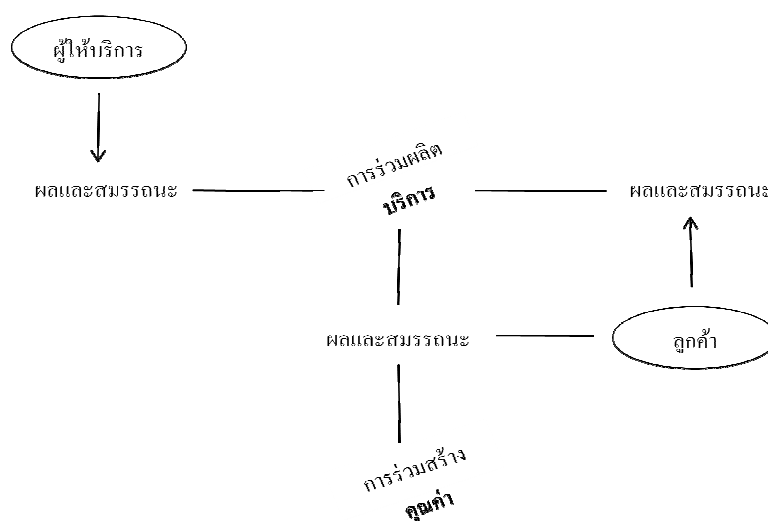 ผู้ให้บริการ
ผลและสมรรถนะ
การร่วมผลิต
บริการ
ผลและสมรรถนะ
ผลและสมรรถนะ
ลูกค้า
การร่วมสร้าง
คุณค่า